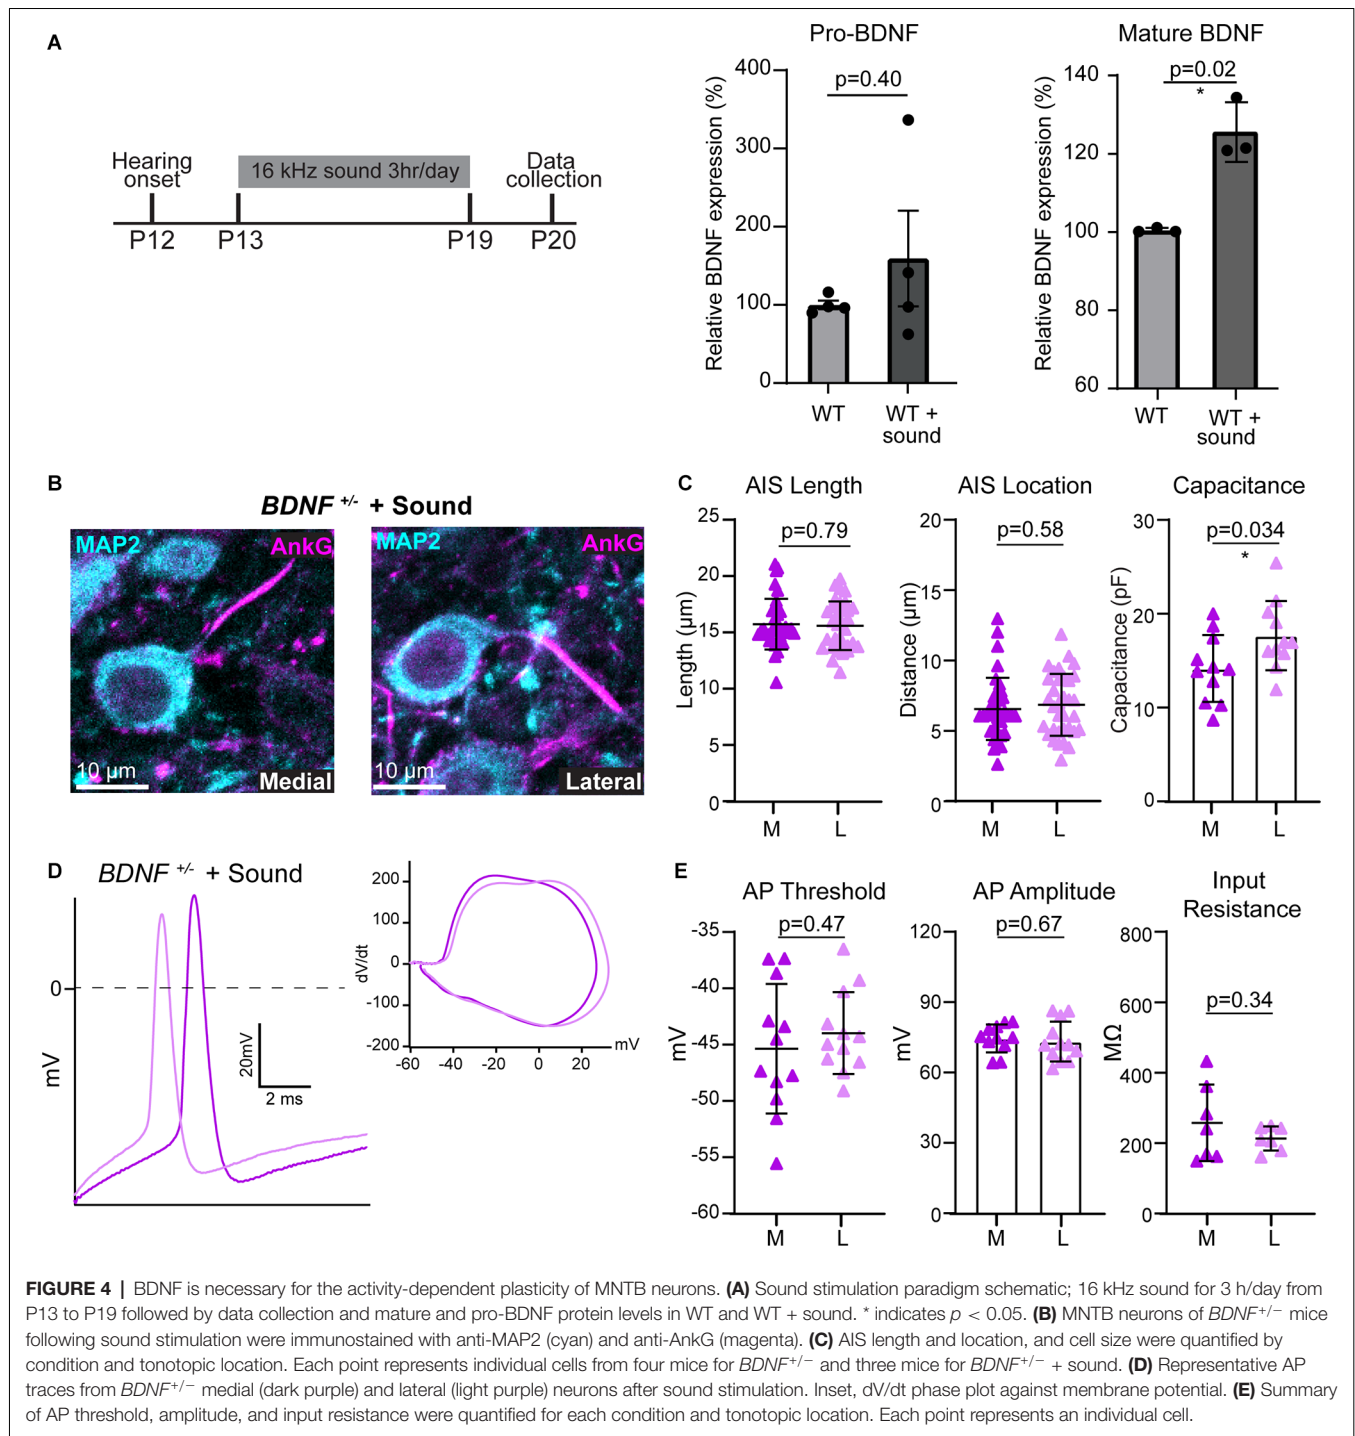 A
Hearing
onset
16 kHz sound 3hr/day
Data
collection
P12
P13
P19
P20
Pro-BDNF
Relative BDNF expression (%)
400
300
200
100
0
p=0.40
WT
WT +
sound
Mature BDNF
Relative BDNF expression (%)
140
120
100
80
60
p=0.02
*
WT
WT +
sound
B
BDNF +/- + Sound
MAP2
AnkG
10 µm
Medial
MAP2
AnkG
10 µm
Lateral
C
AIS Length
Length (µm)
25
20
15
10
5
0
p=0.79
M
L
AIS Location
Distance (µm)
20
15
10
5
0
p=0.58
M
L
Capacitance
Capacitance (pF)
30
20
10
0
p=0.034
*
M
L
D
BDNF +/- + Sound
mV
0
20mV
2 ms
dV/dt
200
100
0
-100
-200
-60
-40
-20
0
20
mV
E
AP Threshold
mV
-35
-40
-45
-50
-55
-60
p=0.47
M
L
AP Amplitude
mV
120
90
60
30
0
p=0.67
M
L
Input
Resistance
MΩ
800
600
400
200
0
p=0.34
M
L
FIGURE 4 | BDNF is necessary for the activity-dependent plasticity of MNTB neurons. (A) Sound stimulation paradigm schematic; 16 kHz sound for 3 h/day from
P13 to P19 followed by data collection and mature and pro-BDNF protein levels in WT and WT + sound. * indicates p < 0.05. (B) MNTB neurons of BDNF+/− mice
following sound stimulation were immunostained with anti-MAP2 (cyan) and anti-AnkG (magenta). (C) AIS length and location, and cell size were quantified by
condition and tonotopic location. Each point represents individual cells from four mice for BDNF+/− and three mice for BDNF+/− + sound. (D) Representative AP
traces from BDNF+/− medial (dark purple) and lateral (light purple) neurons after sound stimulation. Inset, dV/dt phase plot against membrane potential. (E) Summary
of AP threshold, amplitude, and input resistance were quantified for each condition and tonotopic location. Each point represents an individual cell.